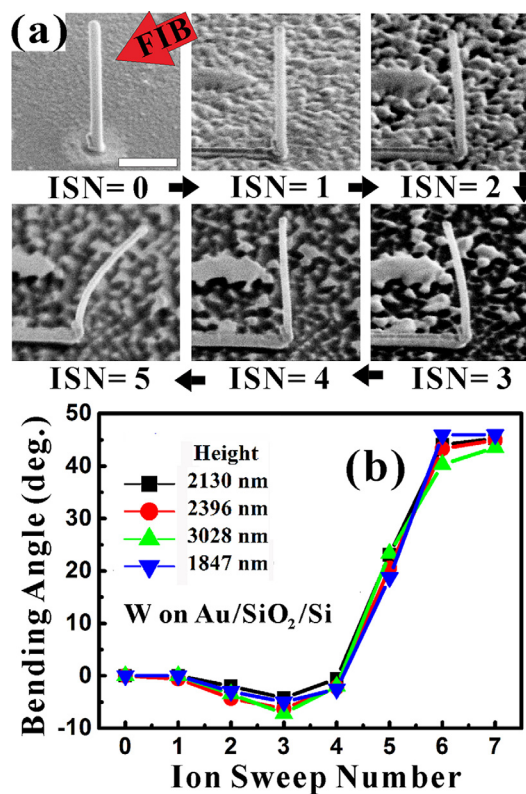 (a)
FIB
ISN= 0
ISN= 1
ISN= 2
ISN= 5
ISN= 4
ISN= 3
(b)
Height
2130 nm
2396 nm
3028 nm
1847 nm
W on Au/SiO₂/Si
Bending Angle (deg.)
50
40
30
20
10
0
-10
0 1 2 3 4 5 6 7
Ion Sweep Number